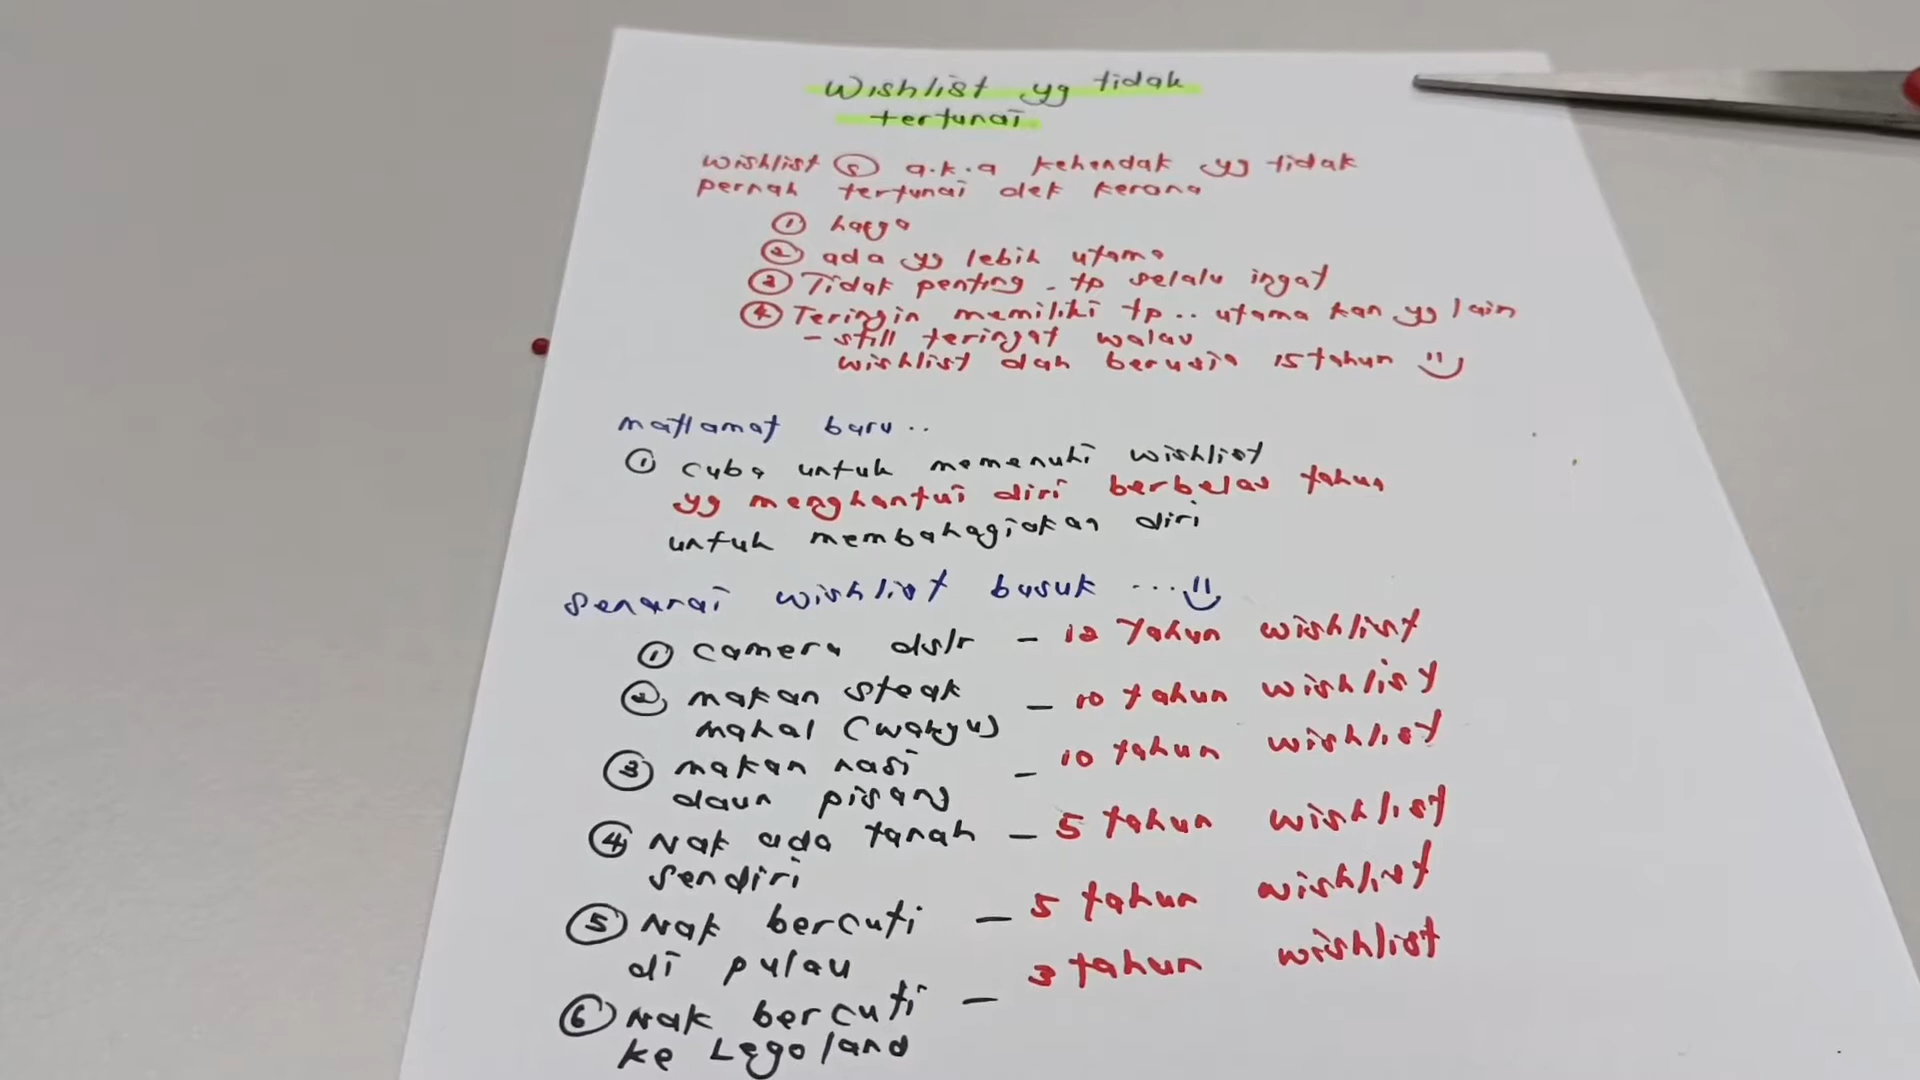 Wishlist yg tidak
tertunai
wishlist (s) a.k.a kehendak yg tidak
pernah tertunai dek kerana
① harga
② ada yg lebih utama
③ Tidak penting - tp selalu ingat
④ Teringin memiliki tp.. utama kan yg lain
- still teringat walau
wishlist dah berusia 15 tahun
matlamat baru..
① cuba untuk memenuhi wishlist
yg menghantui diri berbelas tahun
untuk membahagiakan diri
senarai wishlist busuk ...
① camera dslr - 12 Tahun wishlist
② makan steak - 10 tahun wishlist
mahal (wagyu)
③ makan nasi - 10 tahun wishlist
daun pisang
④ Nak ada tanah - 5 tahun wishlist
sendiri
⑤ Nak bercuti - 5 tahun wishlist
di pulau
⑥ Nak bercuti - 3 tahun wishlist
ke Legoland